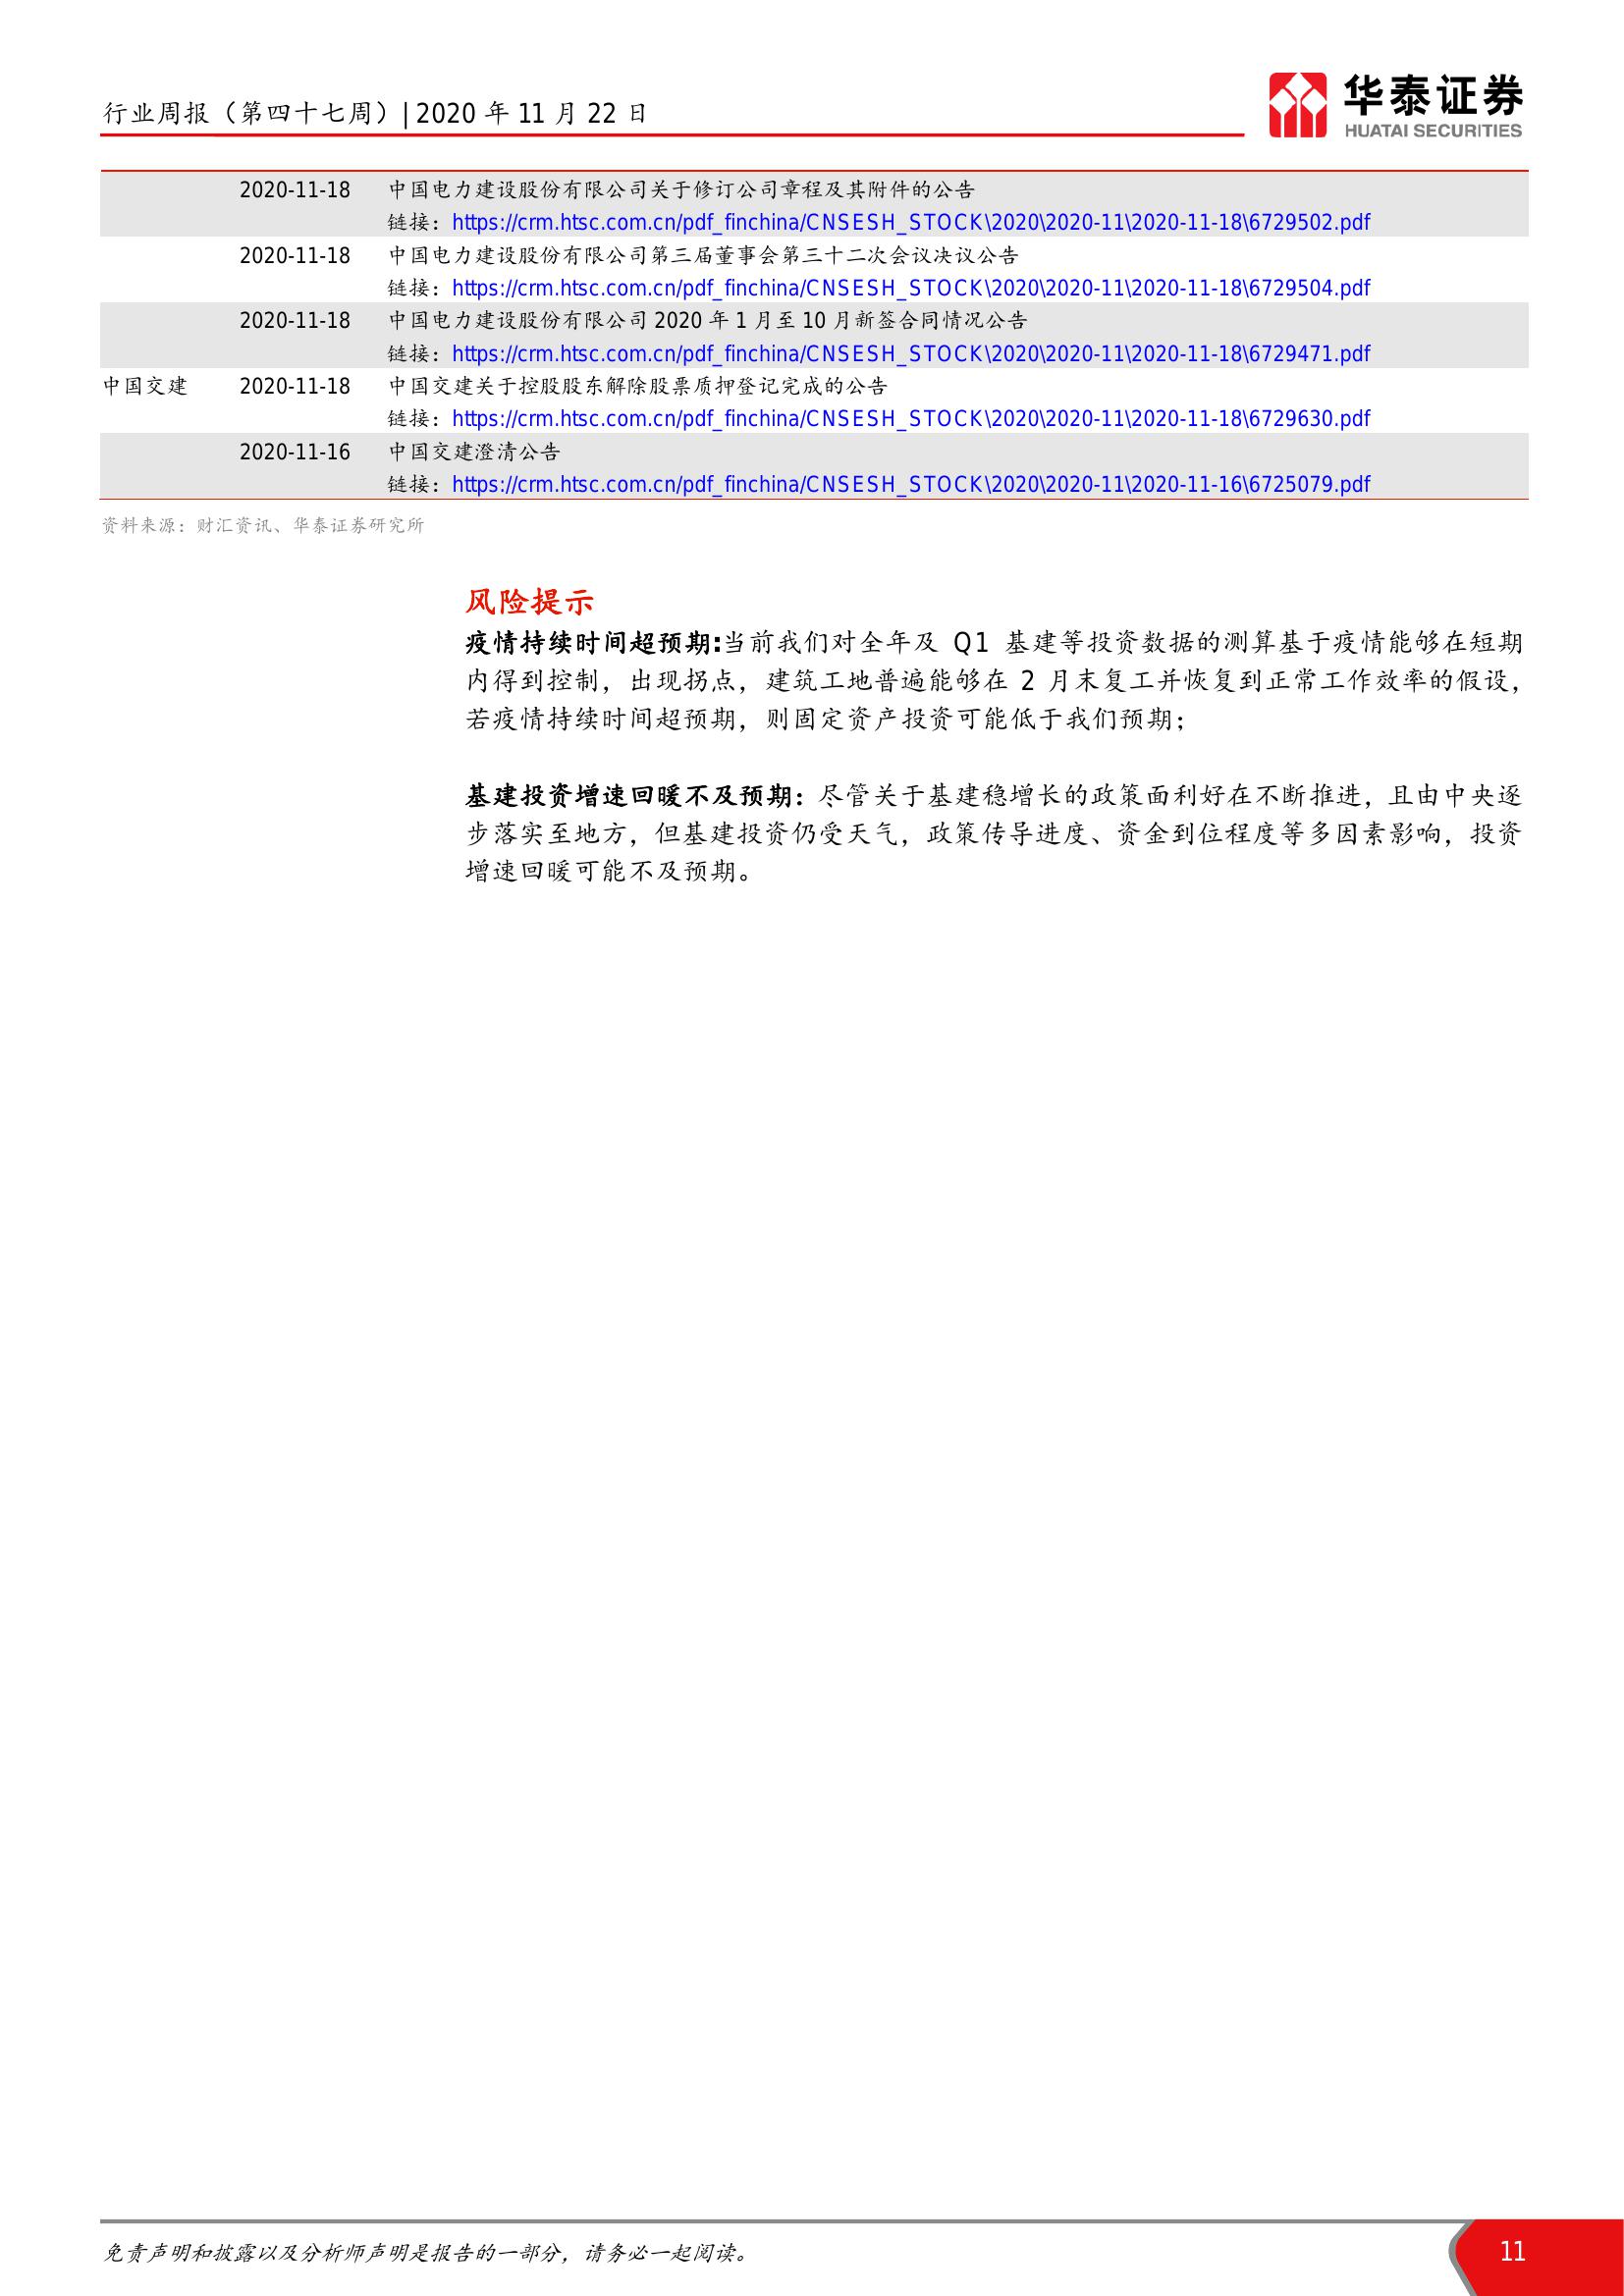 行业周报（第四十七周）| 2020 年 11 月 22 日
华泰证券
HUATAI SECURITIES
2020-11-18 中国电力建设股份有限公司关于修订公司章程及其附件的公告
链接：https://crm.htsc.com.cn/pdf_finchina/CNSESH_STOCK\2020\2020-11\2020-11-18\6729502.pdf
2020-11-18 中国电力建设股份有限公司第三届董事会第三十二次会议决议公告
链接：https://crm.htsc.com.cn/pdf_finchina/CNSESH_STOCK\2020\2020-11\2020-11-18\6729504.pdf
2020-11-18 中国电力建设股份有限公司 2020 年 1 月至 10 月新签合同情况公告
链接：https://crm.htsc.com.cn/pdf_finchina/CNSESH_STOCK\2020\2020-11\2020-11-18\6729471.pdf
中国交建 2020-11-18 中国交建关于控股股东解除股票质押登记完成的公告
链接：https://crm.htsc.com.cn/pdf_finchina/CNSESH_STOCK\2020\2020-11\2020-11-18\6729630.pdf
2020-11-16 中国交建澄清公告
链接：https://crm.htsc.com.cn/pdf_finchina/CNSESH_STOCK\2020\2020-11\2020-11-16\6725079.pdf
资料来源：财汇资讯、华泰证券研究所
风险提示
疫情持续时间超预期:当前我们对全年及 Q1 基建等投资数据的测算基于疫情能够在短期
内得到控制，出现拐点，建筑工地普遍能够在 2 月末复工并恢复到正常工作效率的假设，
若疫情持续时间超预期，则固定资产投资可能低于我们预期；
基建投资增速回暖不及预期：尽管关于基建稳增长的政策面利好在不断推进，且由中央逐
步落实至地方，但基建投资仍受天气，政策传导进度、资金到位程度等多因素影响，投资
增速回暖可能不及预期。
免责声明和披露以及分析师声明是报告的一部分，请务必一起阅读。
11